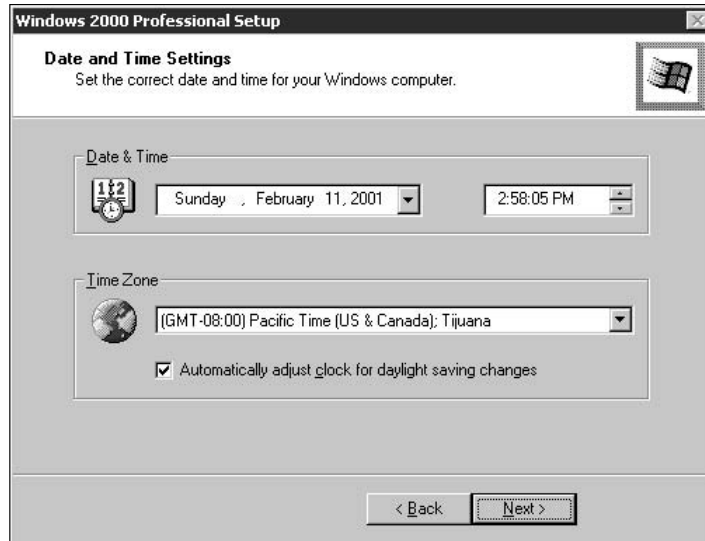 Windows 2000 Professional Setup
Date and Time Settings
Set the correct date and time for your Windows computer.
Date & Time
Sunday , February 11, 2001
2:58:05 PM
Time Zone
(GMT-08:00) Pacific Time (US & Canada); Tijuana
Automatically adjust clock for daylight saving changes
< Back
Next >